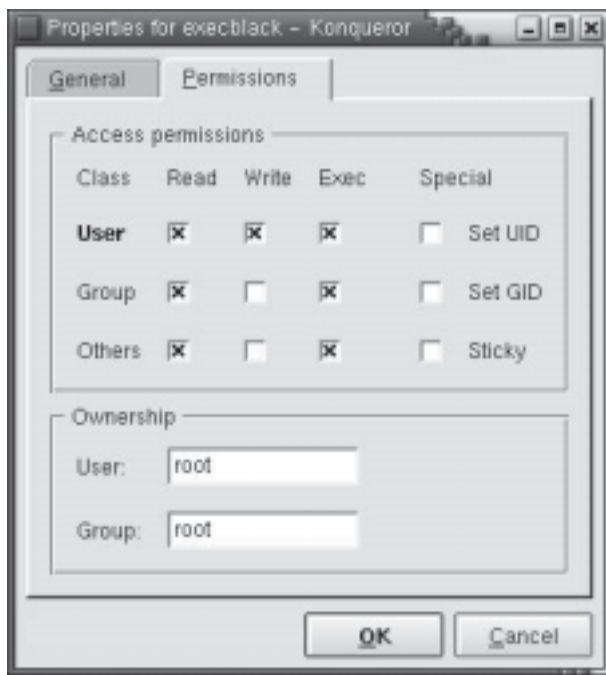 Properties for execblack – Konqueror
General Permissions
Access permissions
Class Read Write Exec Special
User Set UID
Group Set GID
Others Sticky
Ownership
User: root
Group: root
OK Cancel